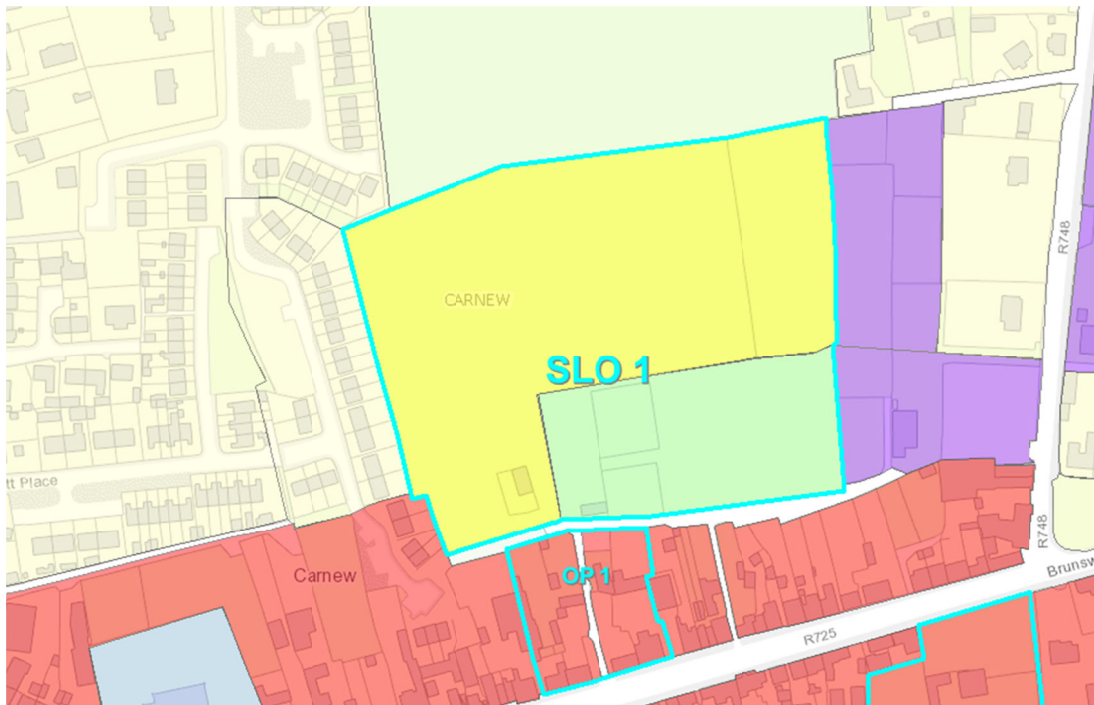 CARNEW
R748
SLO 1
tt Place
R748
Carnew
OP 1
Brunsw
R725